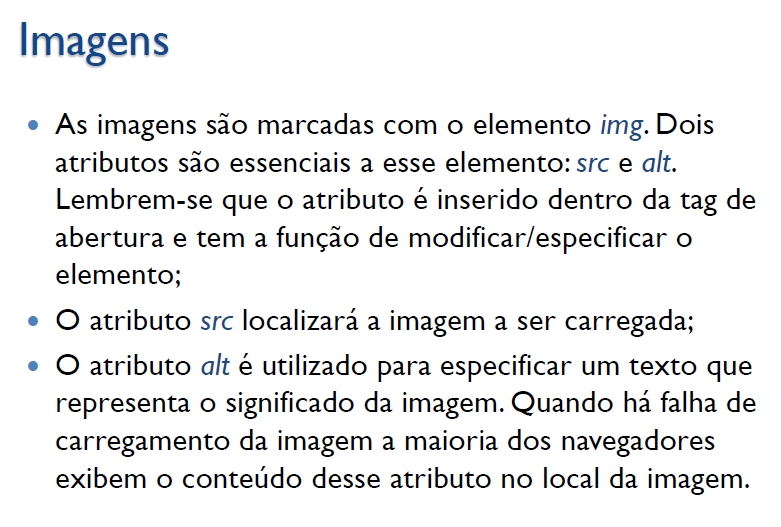 Imagens
• As imagens são marcadas com o elemento img. Dois
atributos são essenciais a esse elemento: src e alt.
Lembrem-se que o atributo é inserido dentro da tag de
abertura e tem a função de modificar/especificar o
elemento;
• O atributo src localizará a imagem a ser carregada;
• O atributo alt é utilizado para especificar um texto que
representa o significado da imagem. Quando há falha de
carregamento da imagem a maioria dos navegadores
exibem o conteúdo desse atributo no local da imagem.